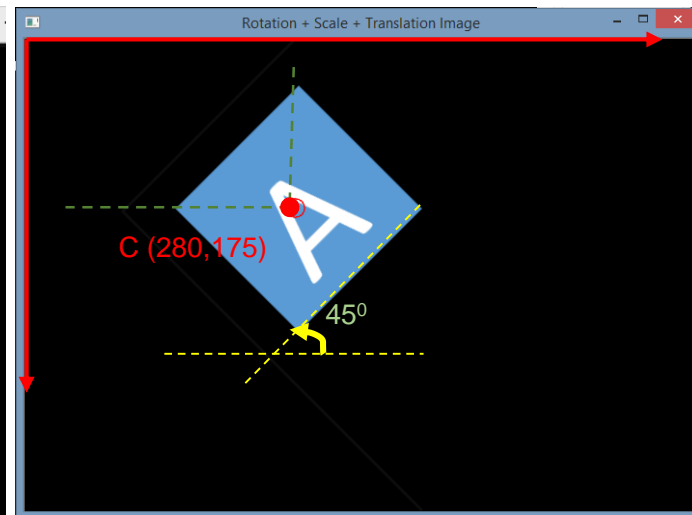 Rotation + Scale + Translation Image
A
C (280,175)
45⁰